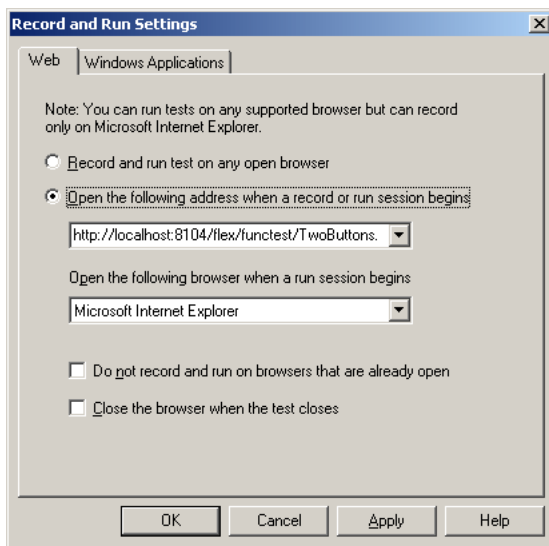 Record and Run Settings
Web
Windows Applications
Note: You can run tests on any supported browser but can record
only on Microsoft Internet Explorer.
Record and run test on any open browser
Open the following address when a record or run session begins
http://localhost:8104/flex/functest/TwoButtons.
Open the following browser when a run session begins
Microsoft Internet Explorer
Do not record and run on browsers that are already open
Close the browser when the test closes
OK
Cancel
Apply
Help